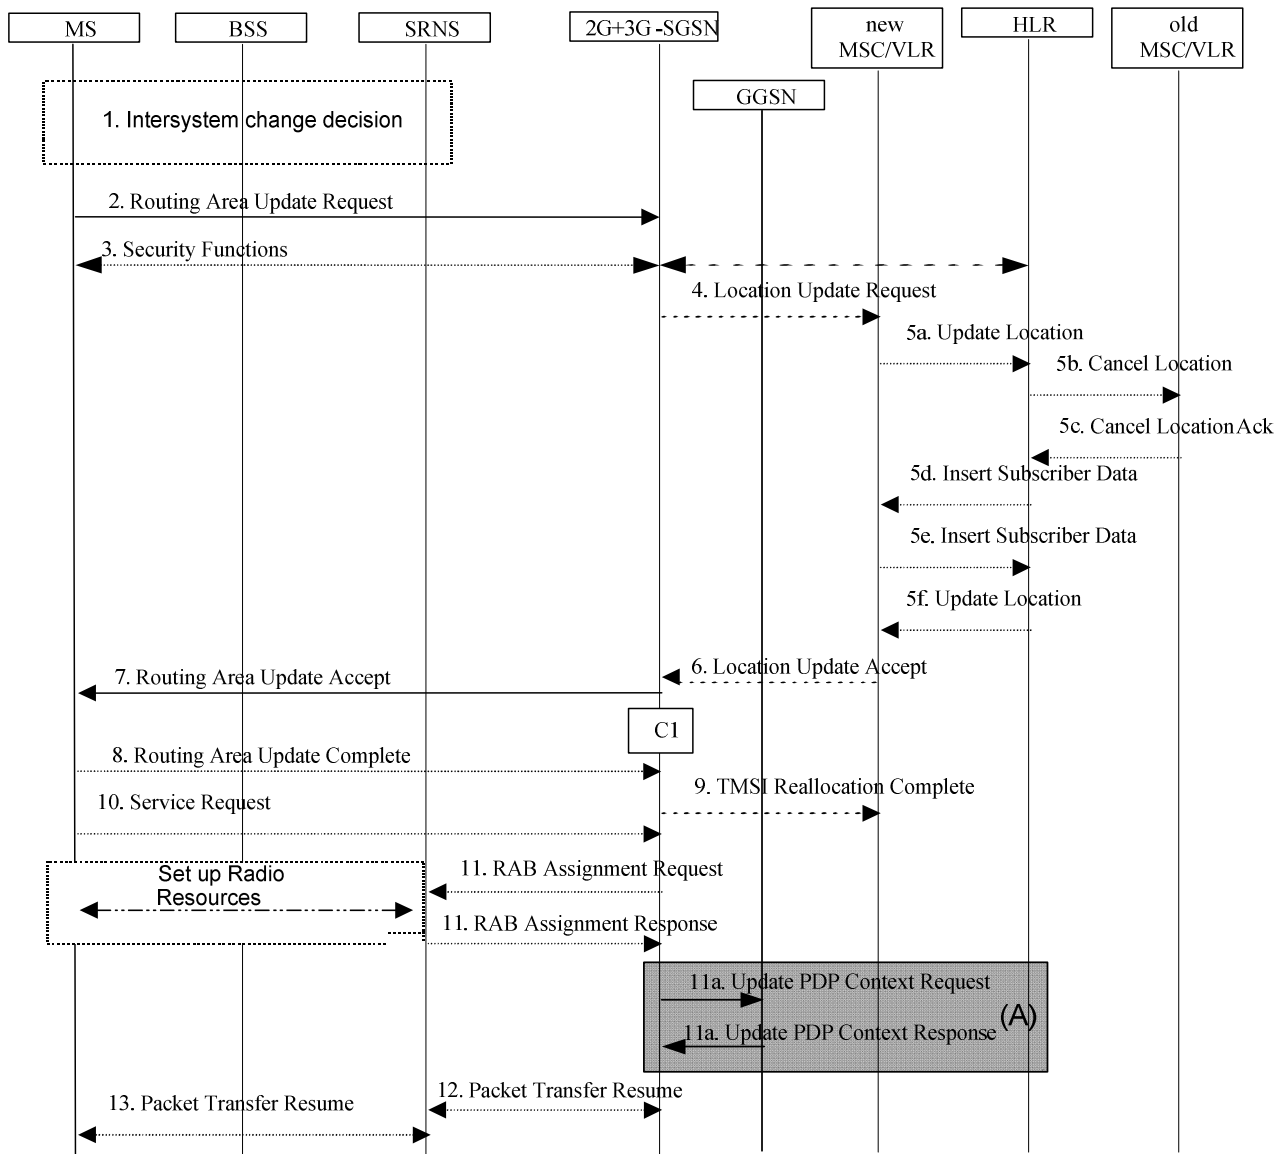 MS
BSS
SRNS
2G+3G -SGSN
new
MSC/VLR
HLR
old
MSC/VLR
GGSN
1. Intersystem change decision
2. Routing Area Update Request
3. Security Functions
4. Location Update Request
5a. Update Location
5b. Cancel Location
5c. Cancel Location Ack
5d. Insert Subscriber Data
5e. Insert Subscriber Data
5f. Update Location
6. Location Update Accept
7. Routing Area Update Accept
C1
8. Routing Area Update Complete
9. TMSI Reallocation Complete
10. Service Request
11. RAB Assignment Request
Set up Radio
Resources
11. RAB Assignment Response
11a. Update PDP Context Request
(A)
11a. Update PDP Context Response
12. Packet Transfer Resume
13. Packet Transfer Resume